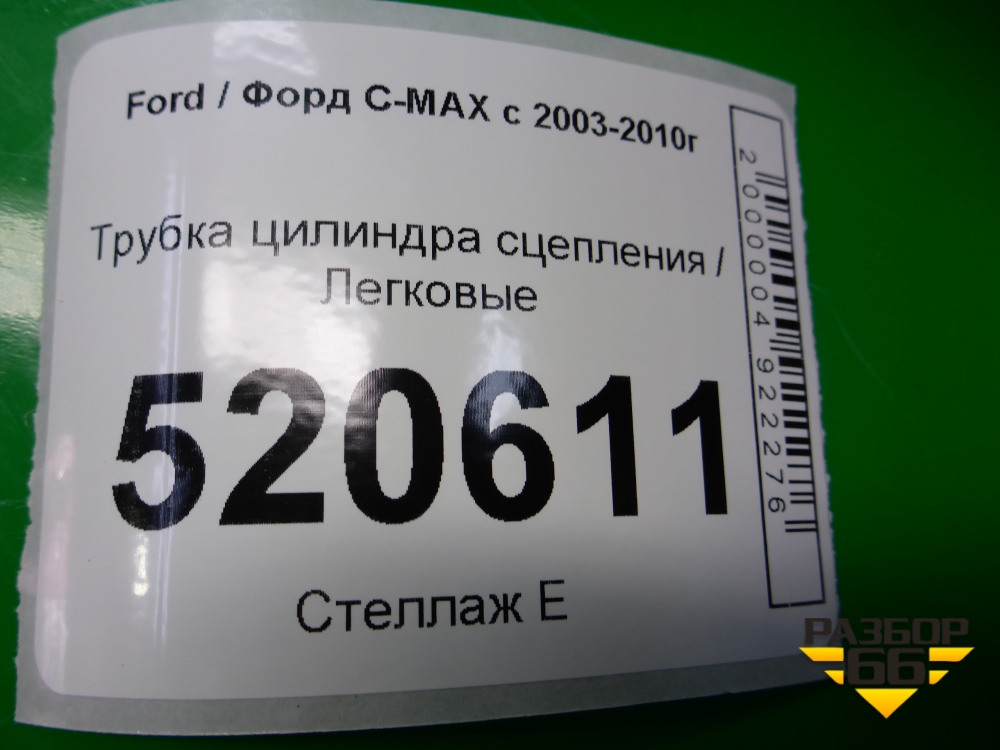 Ford / Форд C-MAX с 2003-2010г
Трубка цилиндра сцепления /
Легковые
520611
Стеллаж Е
2000004922276
РАЗБОР
66